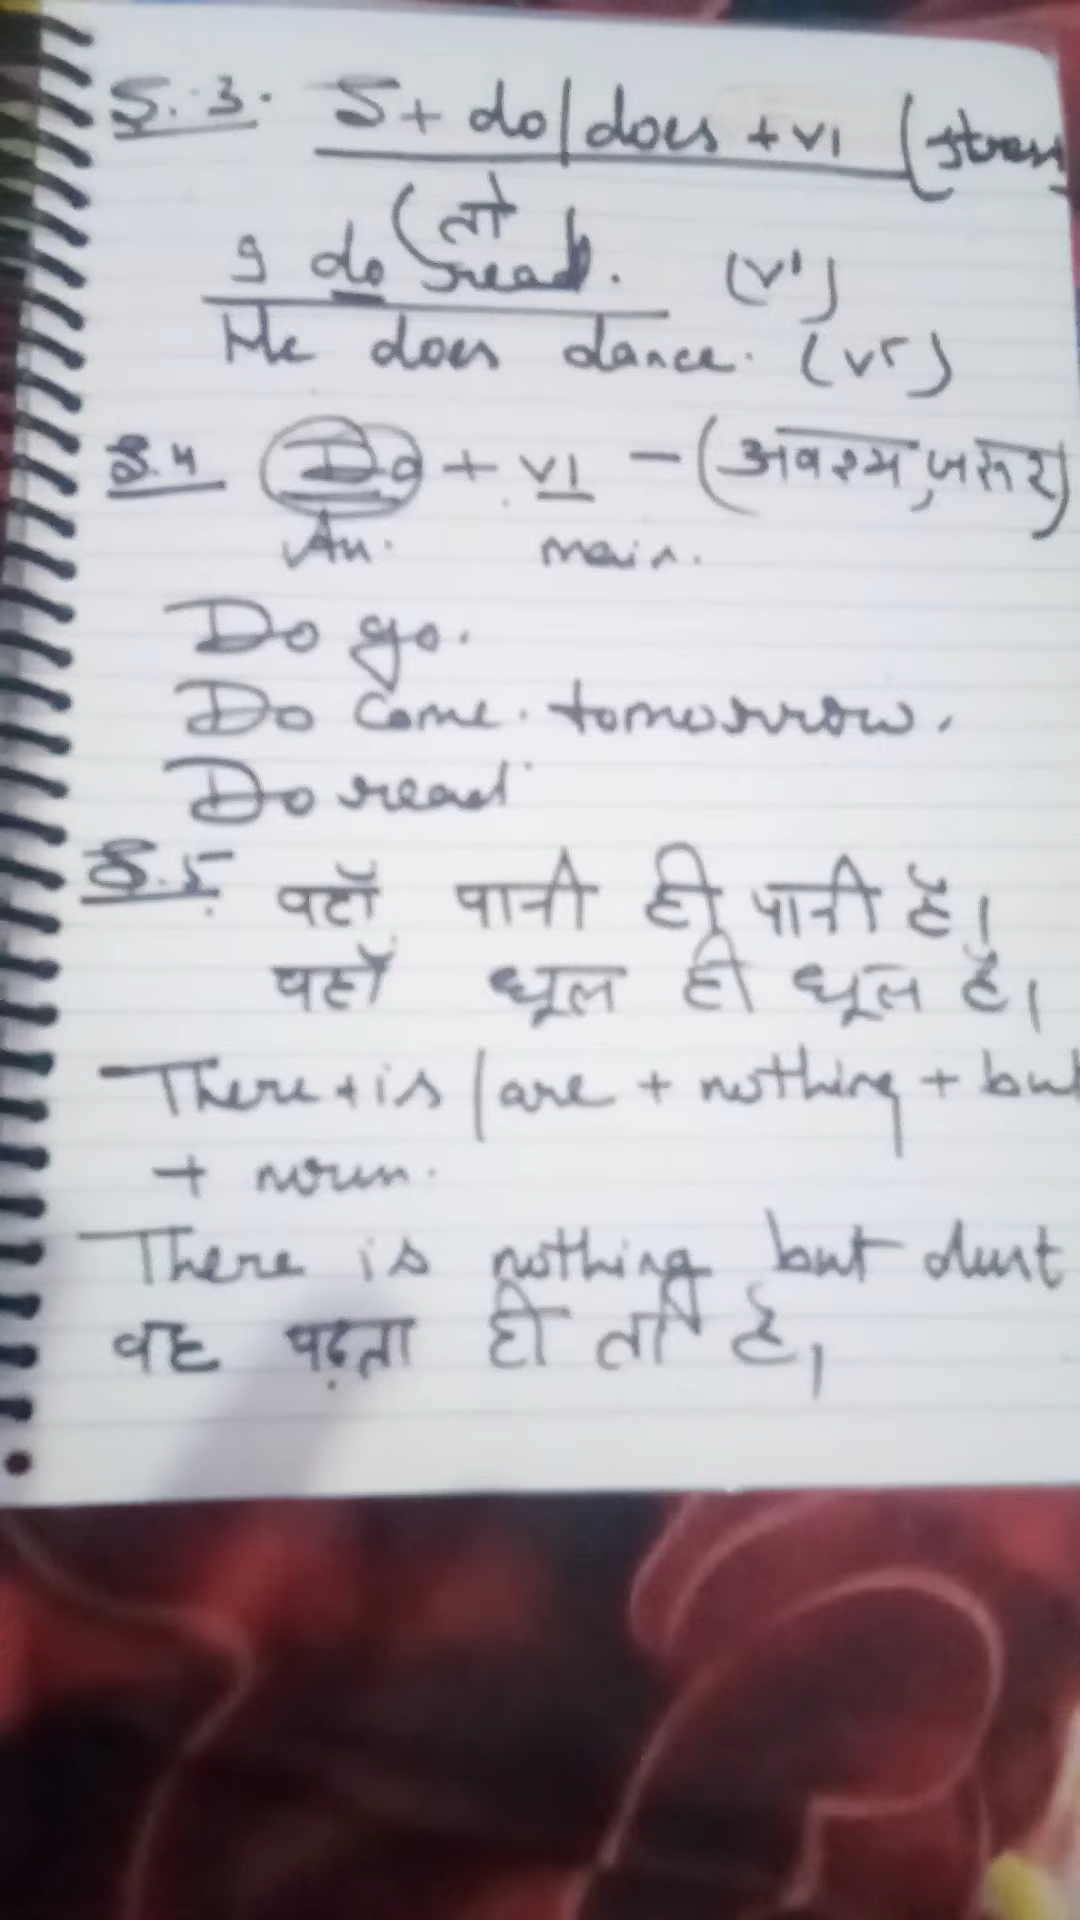 S.3. S + do/does + v1 (stress
(तो
I do read. (v1)
He does dance. (v5)
S.4 Do + v1 - (अवश्य, जरूर)
Au. main.
Do go.
Do come. tomorrow.
Do read
S.5 वहाँ पानी ही पानी है।
यहाँ धूल ही धूल है।
There + is / are + nothing + but
+ noun.
There is nothing but dust
वह पढ़ता ही तो है।